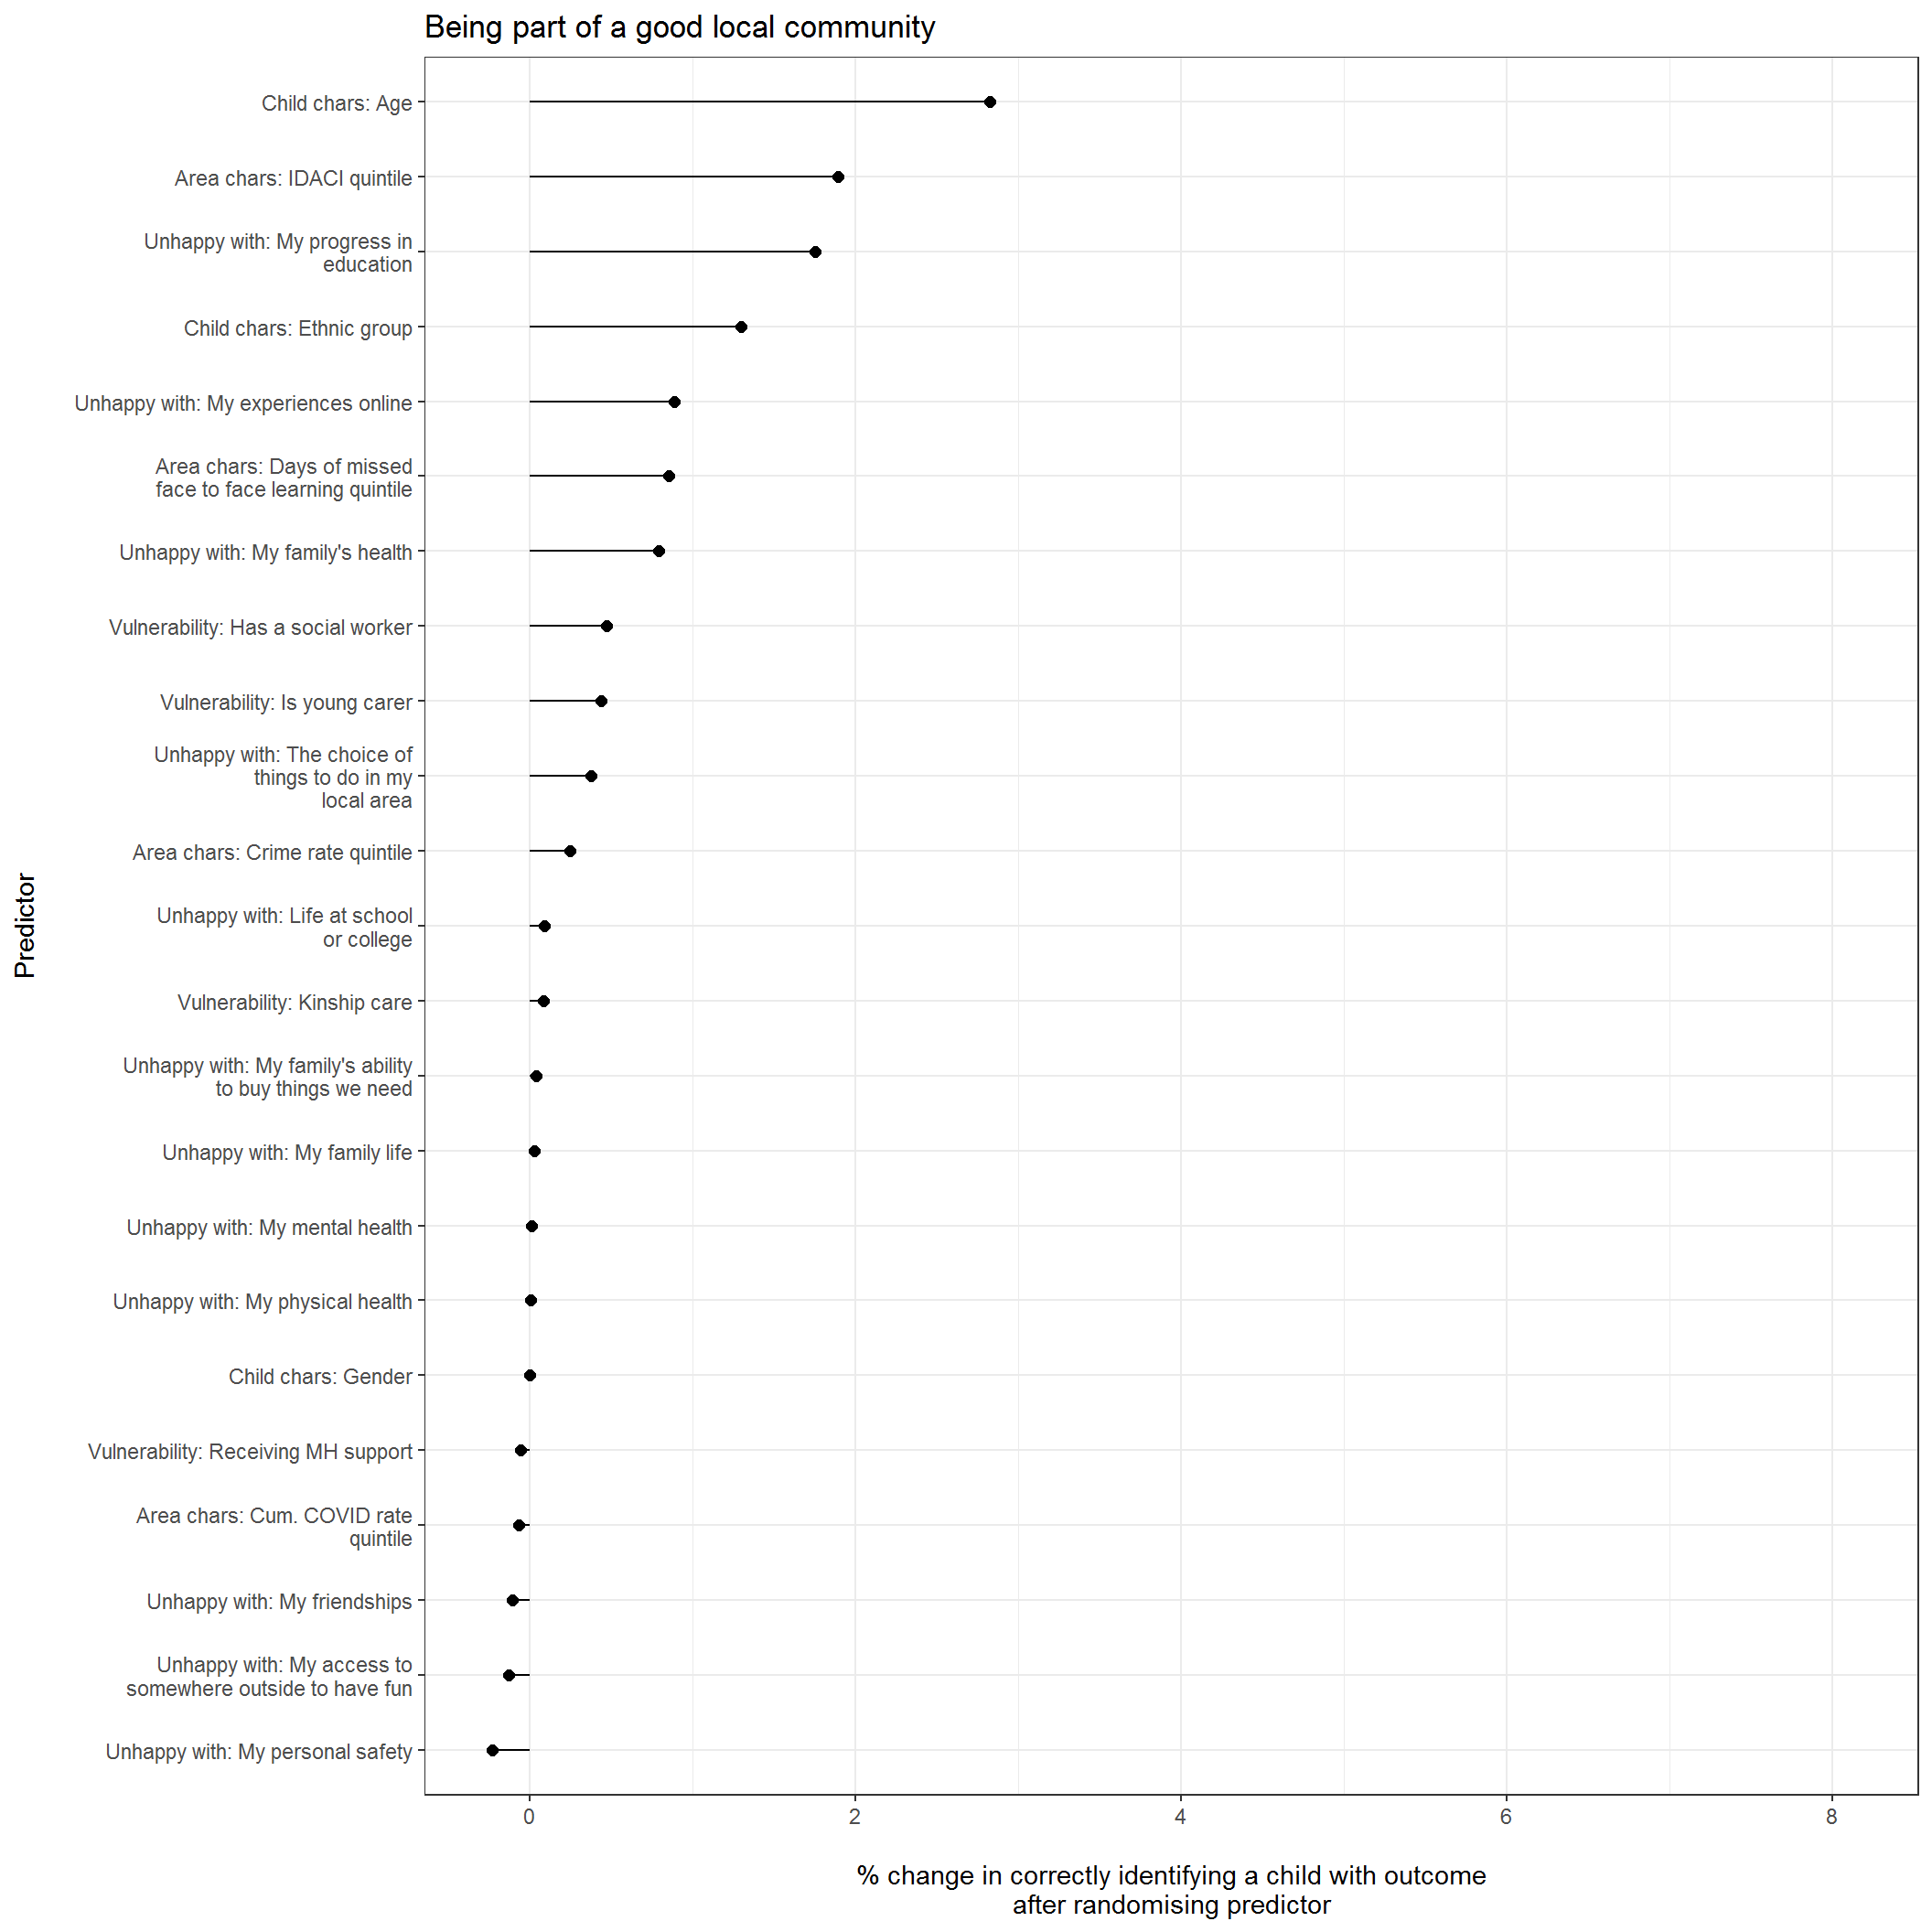 Being part of a good local community
Child chars: Age
Area chars: IDACI quintile
Unhappy with: My progress in
education
Child chars: Ethnic group
Unhappy with: My experiences online
Area chars: Days of missed
face to face learning quintile
Unhappy with: My family's health
Vulnerability: Has a social worker
Vulnerability: Is young carer
Unhappy with: The choice of
things to do in my
local area
Area chars: Crime rate quintile
Unhappy with: Life at school
or college
Vulnerability: Kinship care
Unhappy with: My family's ability
to buy things we need
Unhappy with: My family life
Unhappy with: My mental health
Unhappy with: My physical health
Child chars: Gender
Vulnerability: Receiving MH support
Area chars: Cum. COVID rate
quintile
Unhappy with: My friendships
Unhappy with: My access to
somewhere outside to have fun
Unhappy with: My personal safety
Predictor
0 2 4 6 8
% change in correctly identifying a child with outcome
after randomising predictor